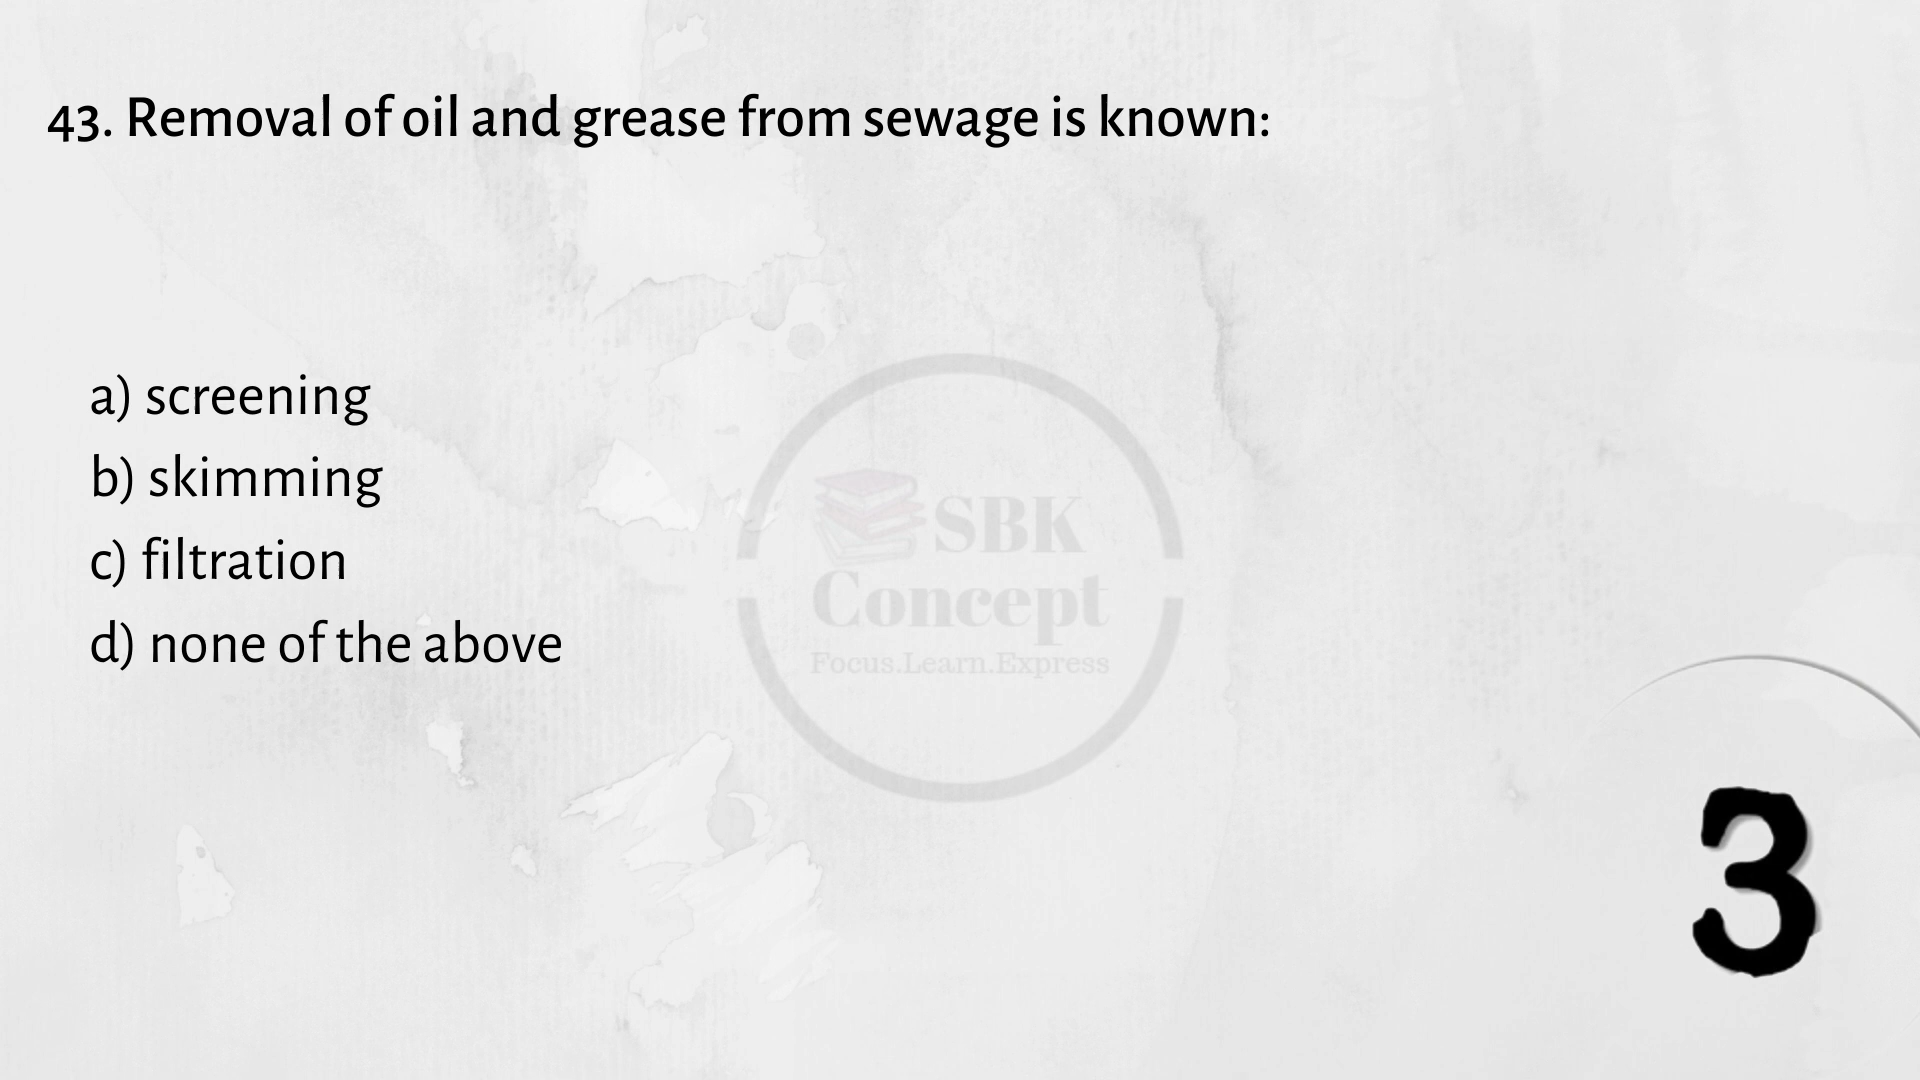 43. Removal of oil and grease from sewage is known:
a) screening
b) skimming
c) filtration
d) none of the above
SBK
Concept
Focus.Learn.Express
3